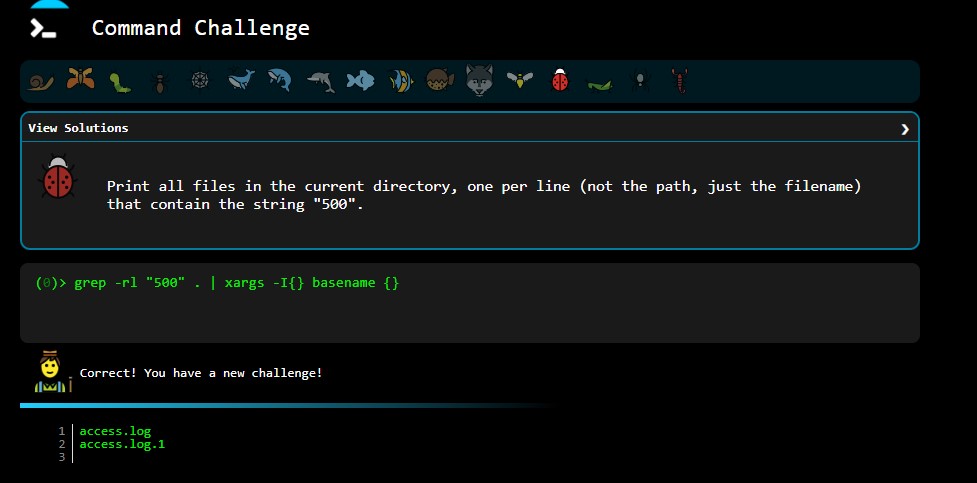 Command Challenge
View Solutions
Print all files in the current directory, one per line (not the path, just the filename)
that contain the string "500".
(0)> grep -rl "500" . | xargs -I{} basename {}
Correct! You have a new challenge!
1 access.log
2 access.log.1
3